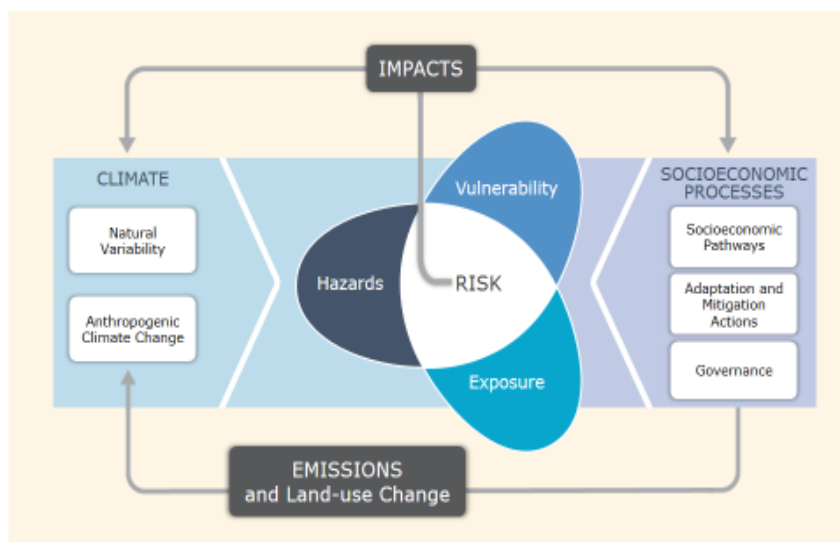 IMPACTS
CLIMATE
Natural
Variability
Anthropogenic
Climate Change
Vulnerability
Hazards
RISK
Exposure
SOCIOECONOMIC
PROCESSES
Socioeconomic
Pathways
Adaptation and
Mitigation
Actions
Governance
EMISSIONS
and Land-use Change